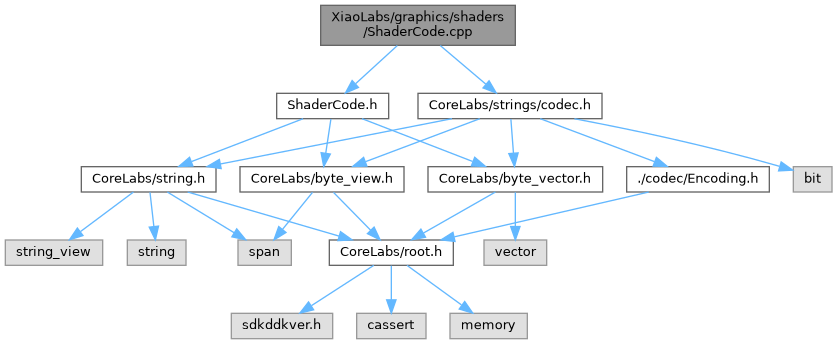 XiaoLabs/graphics/shaders
/ShaderCode.cpp
ShaderCode.h
CoreLabs/strings/codec.h
CoreLabs/string.h
CoreLabs/byte_view.h
CoreLabs/byte_vector.h
./codec/Encoding.h
bit
string_view
string
span
CoreLabs/root.h
vector
sdkddkver.h
cassert
memory